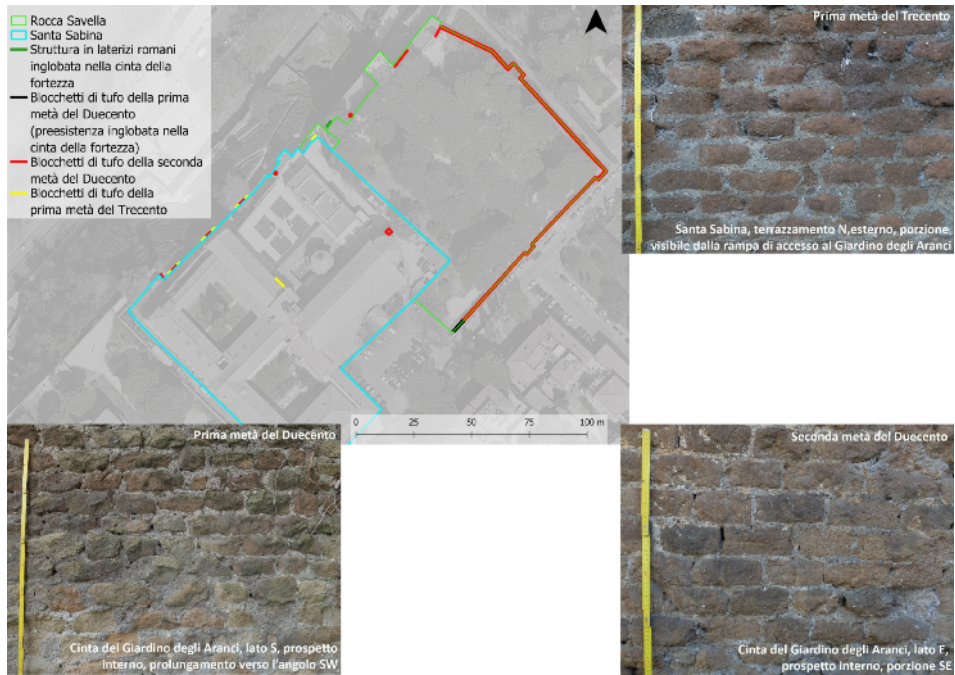 Rocca Savella
Santa Sabina
Struttura in laterizi romani
inglobata nella cinta della
fortezza
Blocchetti di tufo della prima
metà del Duecento
(preesistenza inglobata nella
cinta della fortezza)
Blocchetti di tufo della seconda
metà del Duecento
Blocchetti di tufo della
prima metà del Trecento
Prima metà del Trecento
Santa Sabina, terrazzamento N,esterno, porzione
visibile dalla rampa di accesso al Giardino degli Aranci
0 25 50 75 100 m
Prima metà del Duecento
Cinta del Giardino degli Aranci, lato S, prospetto
interno, prolungamento verso l'angolo SW
Seconda metà del Duecento
Cinta del Giardino degli Aranci, lato E,
prospetto interno, porzione SE